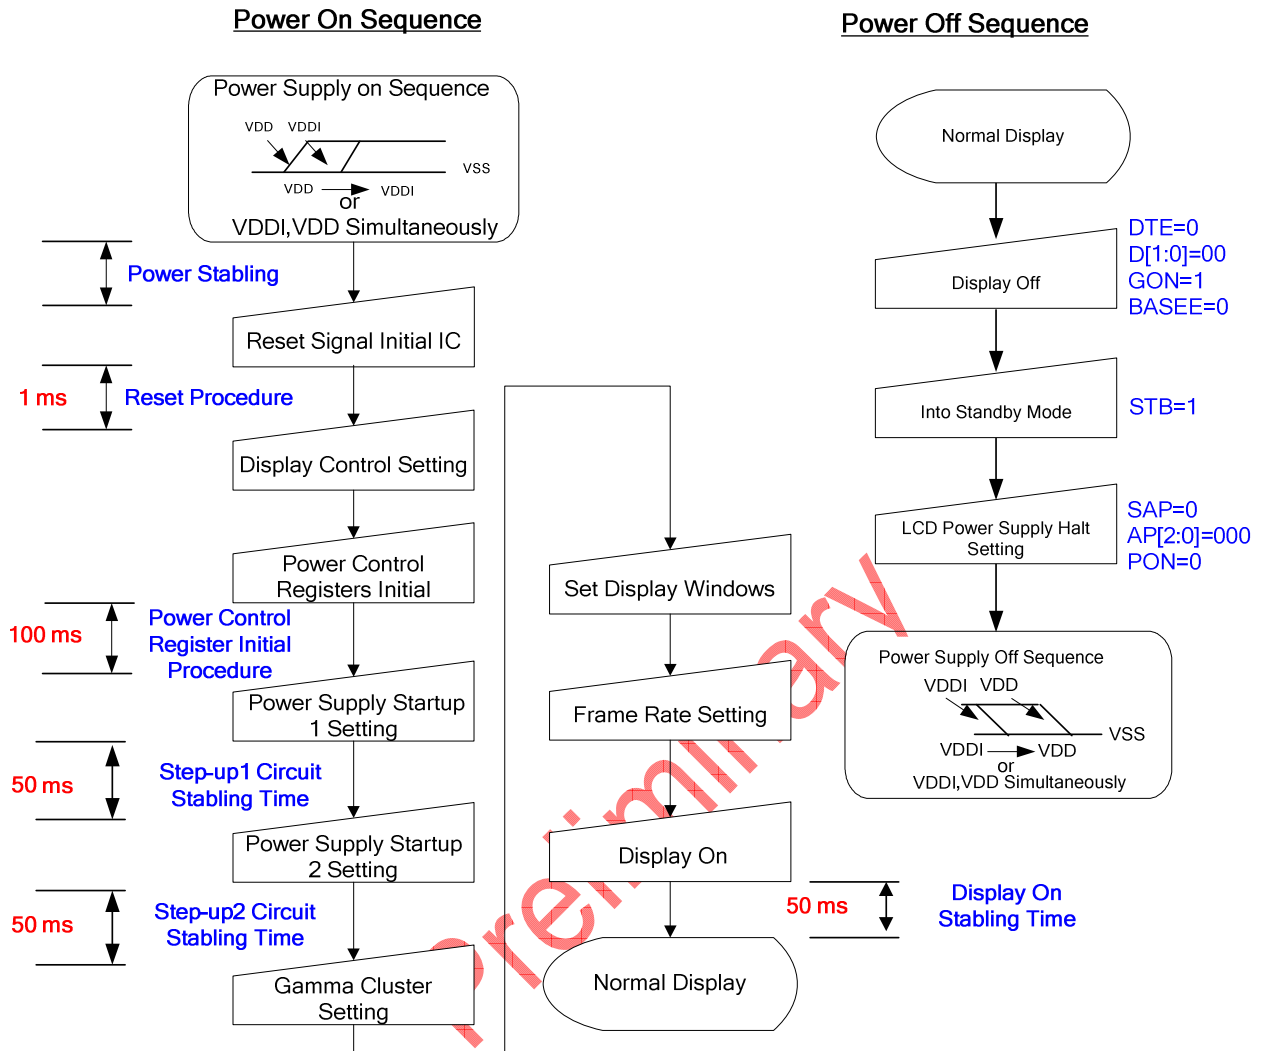 Power On Sequence
Power Supply on Sequence
VDD VDDI
VSS
VDD VDDI
or
VDDI,VDD Simultaneously
Power Stabling
Reset Signal Initial IC
1 ms
Reset Procedure
Display Control Setting
Power Control
Registers Initial
100 ms
Power Control
Register Initial
Procedure
Power Supply Startup
1 Setting
50 ms
Step-up1 Circuit
Stabling Time
Power Supply Startup
2 Setting
50 ms
Step-up2 Circuit
Stabling Time
Gamma Cluster
Setting
Set Display Windows
Frame Rate Setting
Display On
50 ms
Display On
Stabling Time
Normal Display
Power Off Sequence
Normal Display
Display Off
DTE=0
D[1:0]=00
GON=1
BASEE=0
Into Standby Mode
STB=1
LCD Power Supply Halt
Setting
SAP=0
AP[2:0]=000
PON=0
Power Supply Off Sequence
VDDI VDD
VSS
VDDI VDD
or
VDDI,VDD Simultaneously
Preliminary